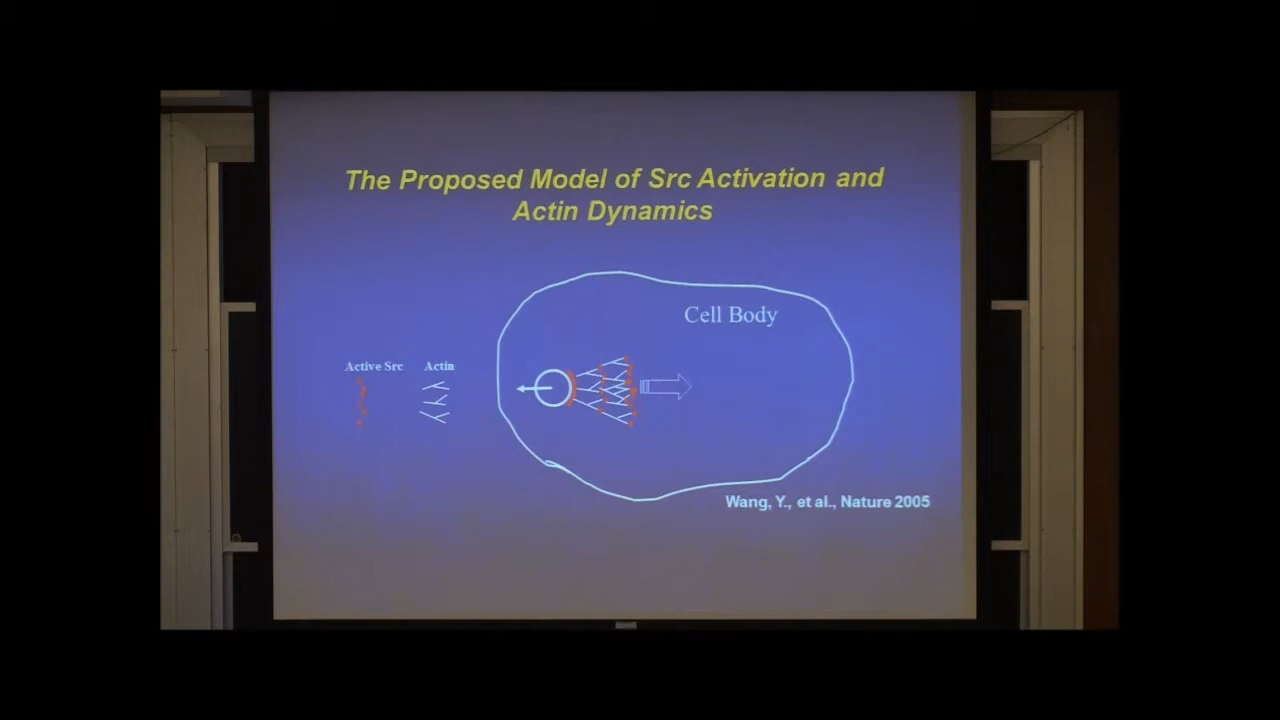 The Proposed Model of Src Activation and
Actin Dynamics
Cell Body
Active Src
Actin
Wang, Y., et al., Nature 2005